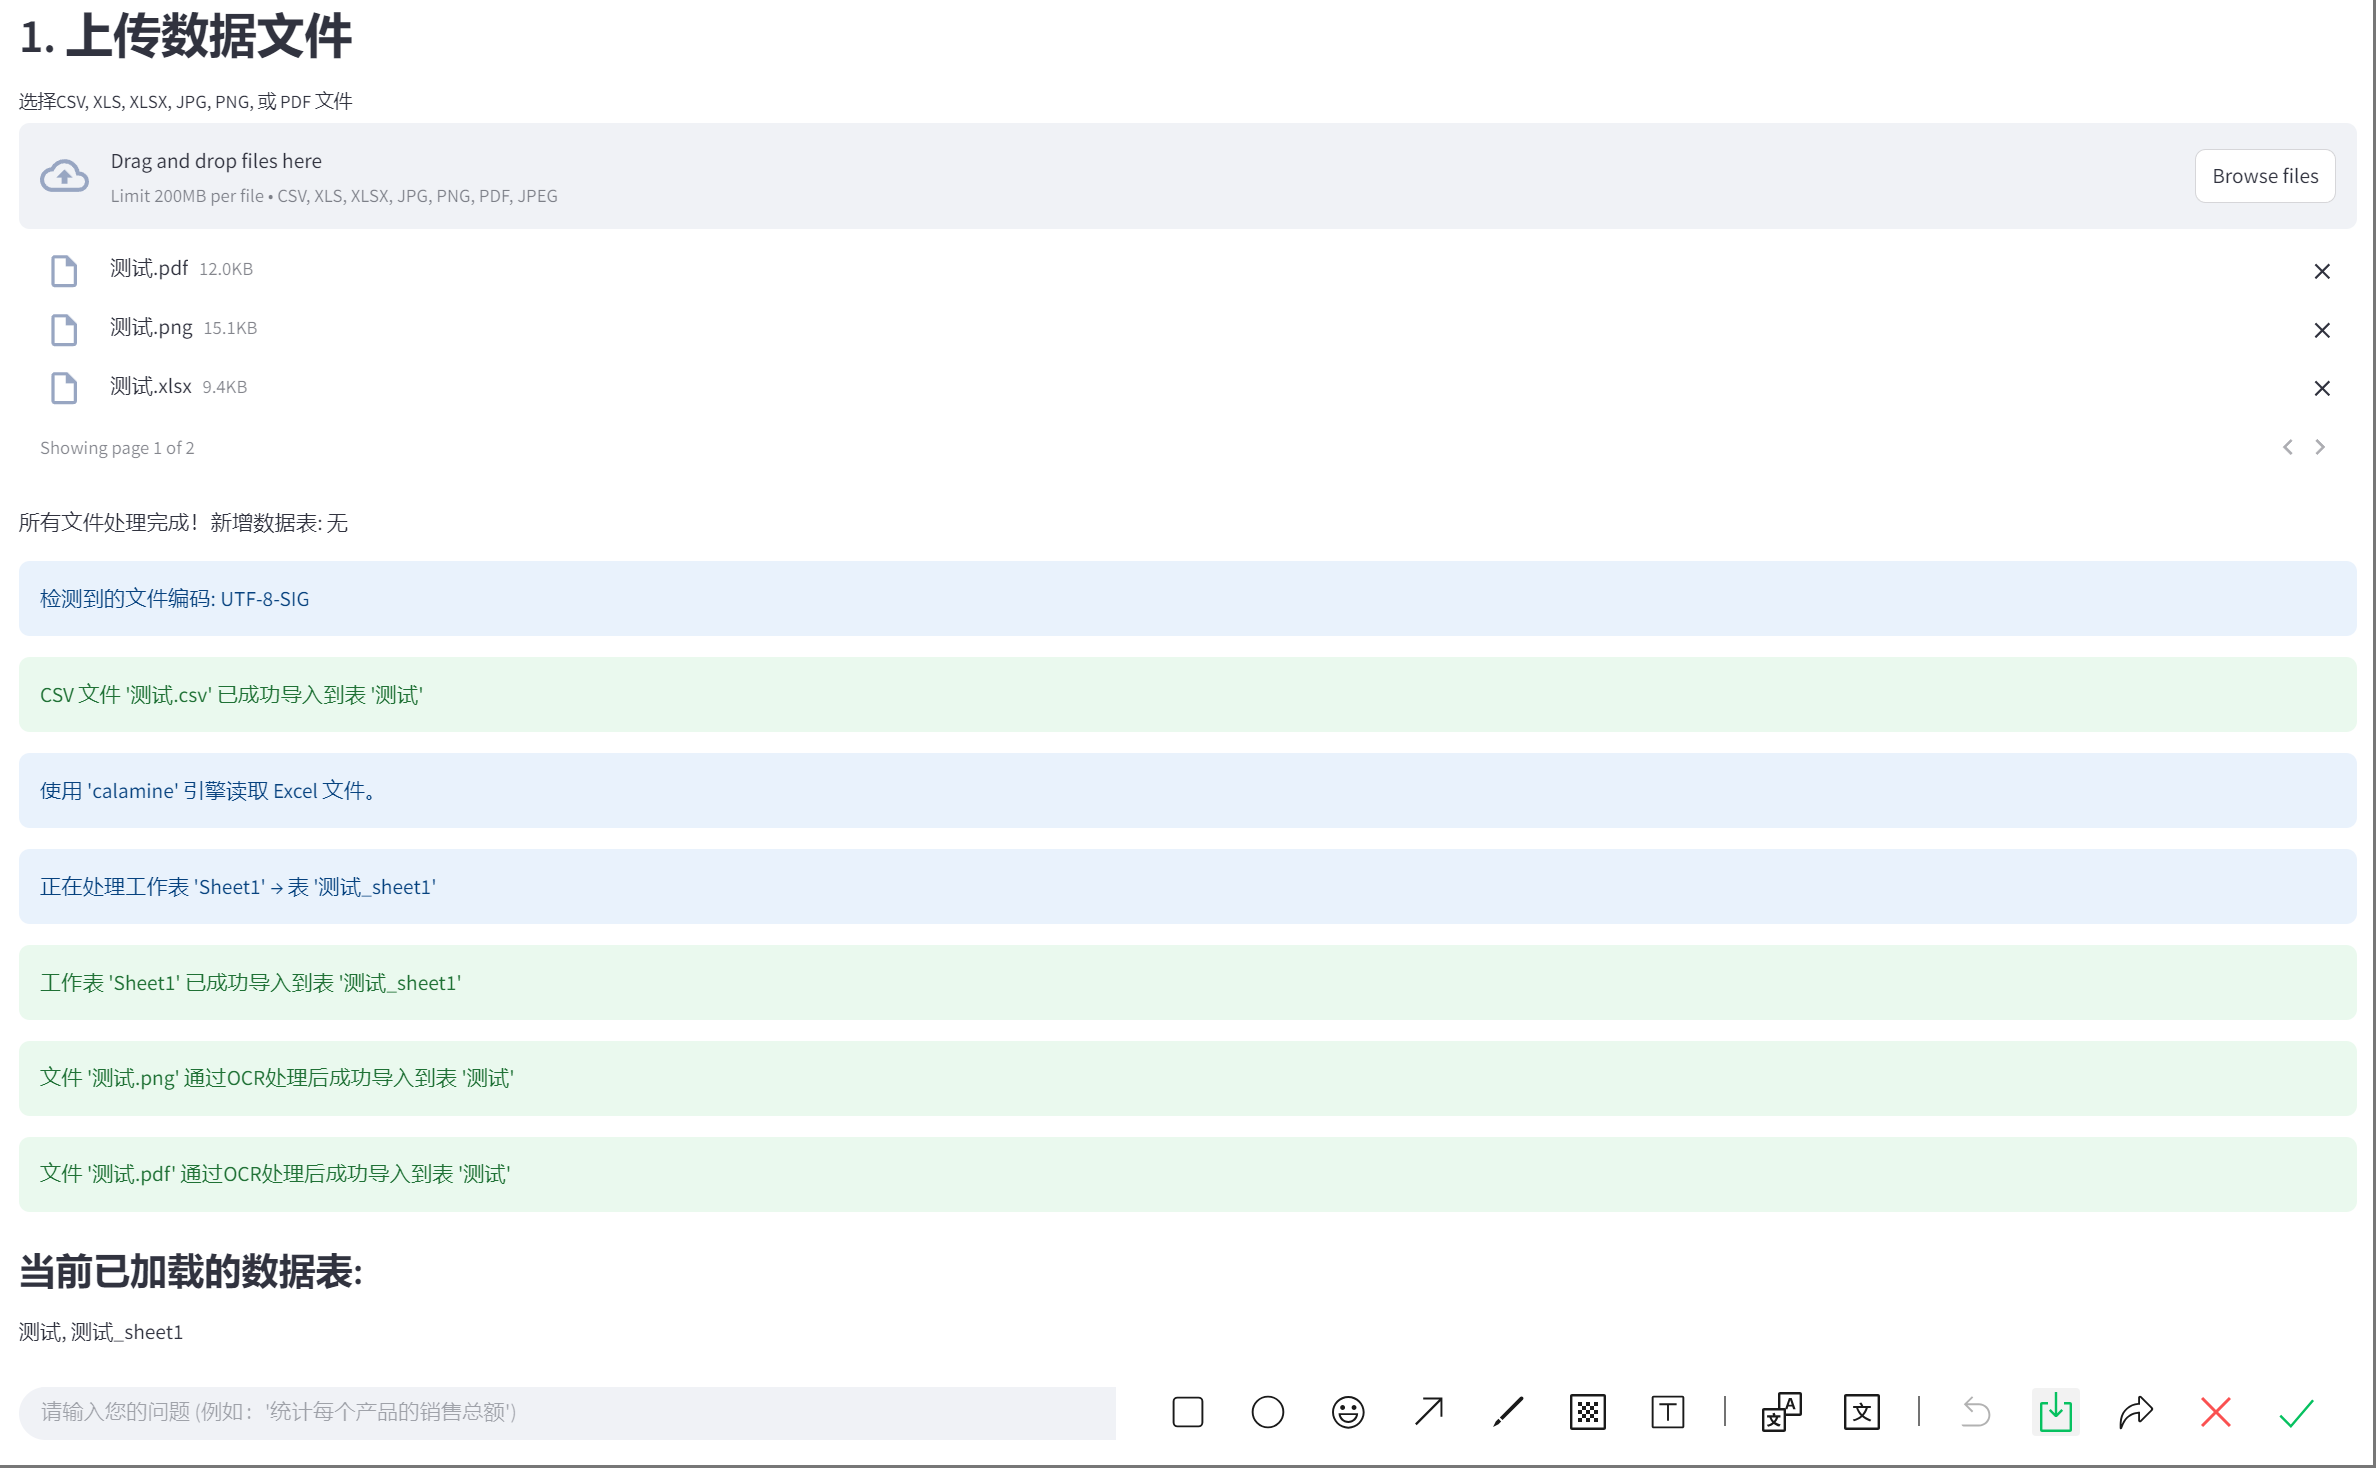 1. 上传数据文件
选择CSV, XLS, XLSX, JPG, PNG, 或 PDF 文件
Drag and drop files here
Limit 200MB per file • CSV, XLS, XLSX, JPG, PNG, PDF, JPEG
Browse files
测试.pdf 12.0KB
测试.png 15.1KB
测试.xlsx 9.4KB
Showing page 1 of 2
所有文件处理完成！新增数据表: 无
检测到的文件编码: UTF-8-SIG
CSV 文件 '测试.csv' 已成功导入到表 '测试'
使用 'calamine' 引擎读取 Excel 文件。
正在处理工作表 'Sheet1' → 表 '测试_sheet1'
工作表 'Sheet1' 已成功导入到表 '测试_sheet1'
文件 '测试.png' 通过OCR处理后成功导入到表 '测试'
文件 '测试.pdf' 通过OCR处理后成功导入到表 '测试'
当前已加载的数据表:
测试, 测试_sheet1
请输入您的问题 (例如：'统计每个产品的销售总额')
T
文 A
文